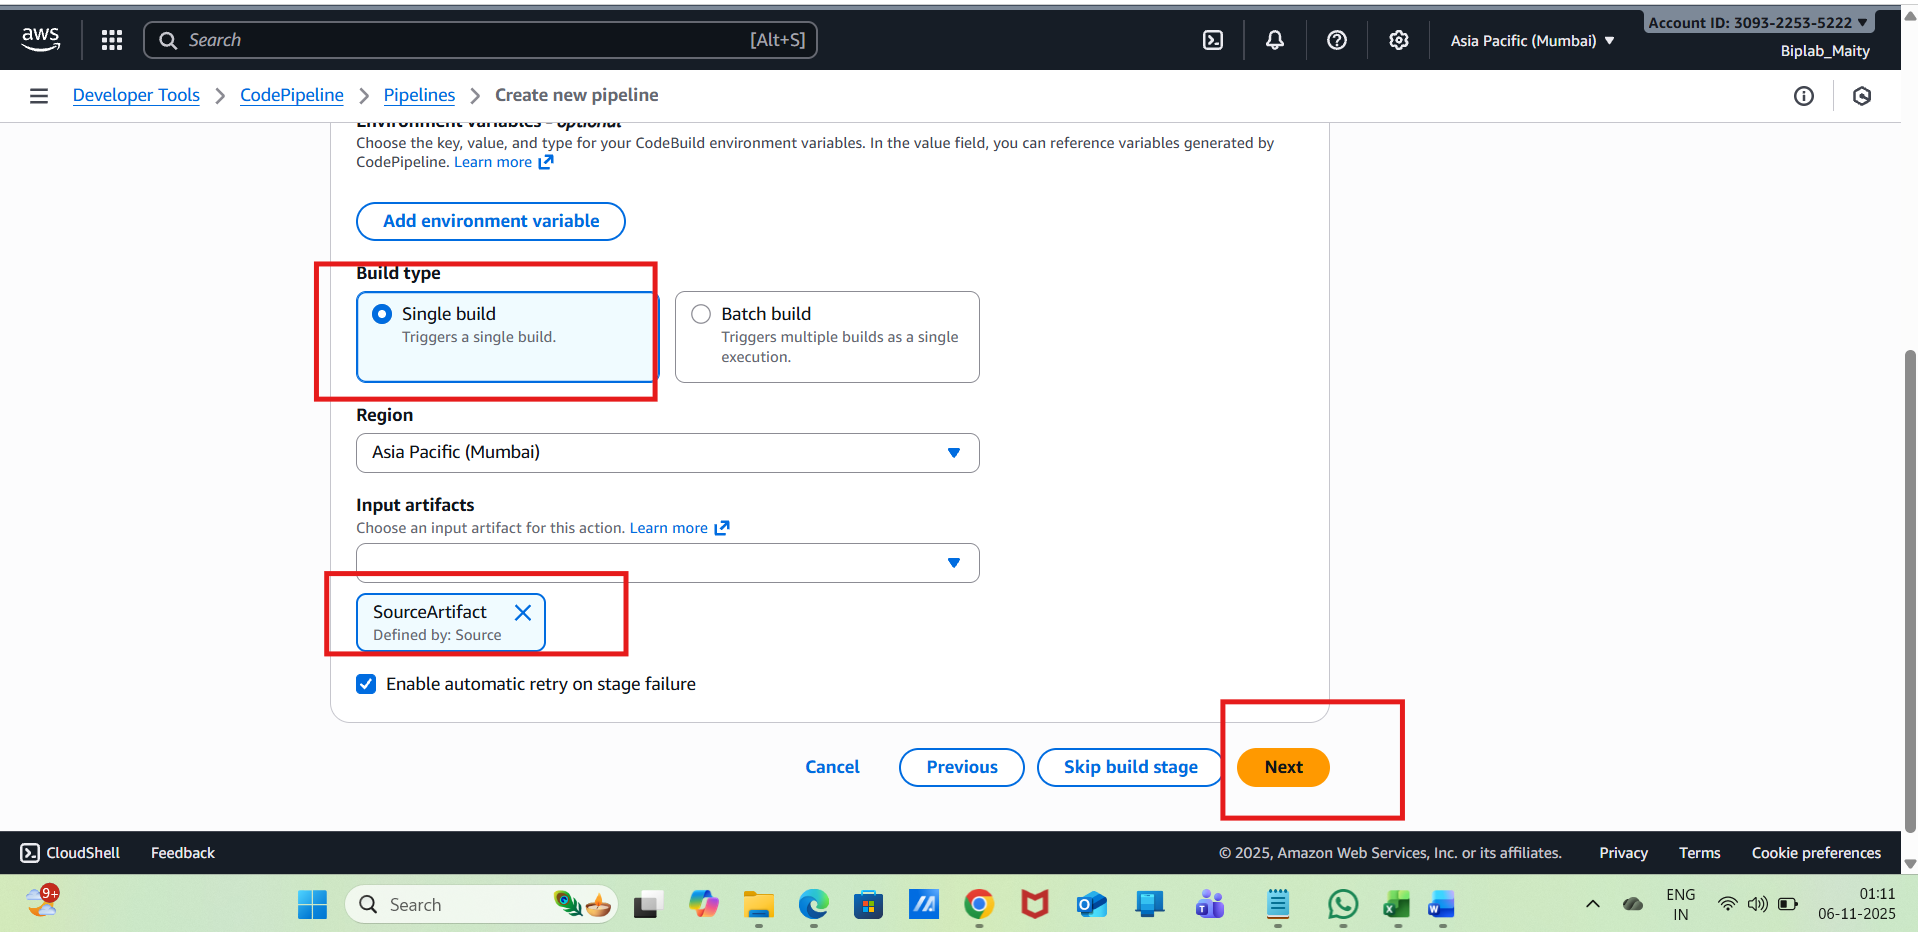 aws
Search
[Alt+S]
Asia Pacific (Mumbai)
Account ID: 3093-2253-5222
Biplab_Maity
Developer Tools
CodePipeline
Pipelines
Create new pipeline
Environment variables - optional
Choose the key, value, and type for your CodeBuild environment variables. In the value field, you can reference variables generated by
CodePipeline. Learn more
Add environment variable
Build type
Single build
Triggers a single build.
Batch build
Triggers multiple builds as a single
execution.
Region
Asia Pacific (Mumbai)
Input artifacts
Choose an input artifact for this action. Learn more
SourceArtifact
Defined by: Source
Enable automatic retry on stage failure
Cancel
Previous
Skip build stage
Next
CloudShell
Feedback
© 2025, Amazon Web Services, Inc. or its affiliates.
Privacy
Terms
Cookie preferences
9+
Search
ENG
IN
01:11
06-11-2025